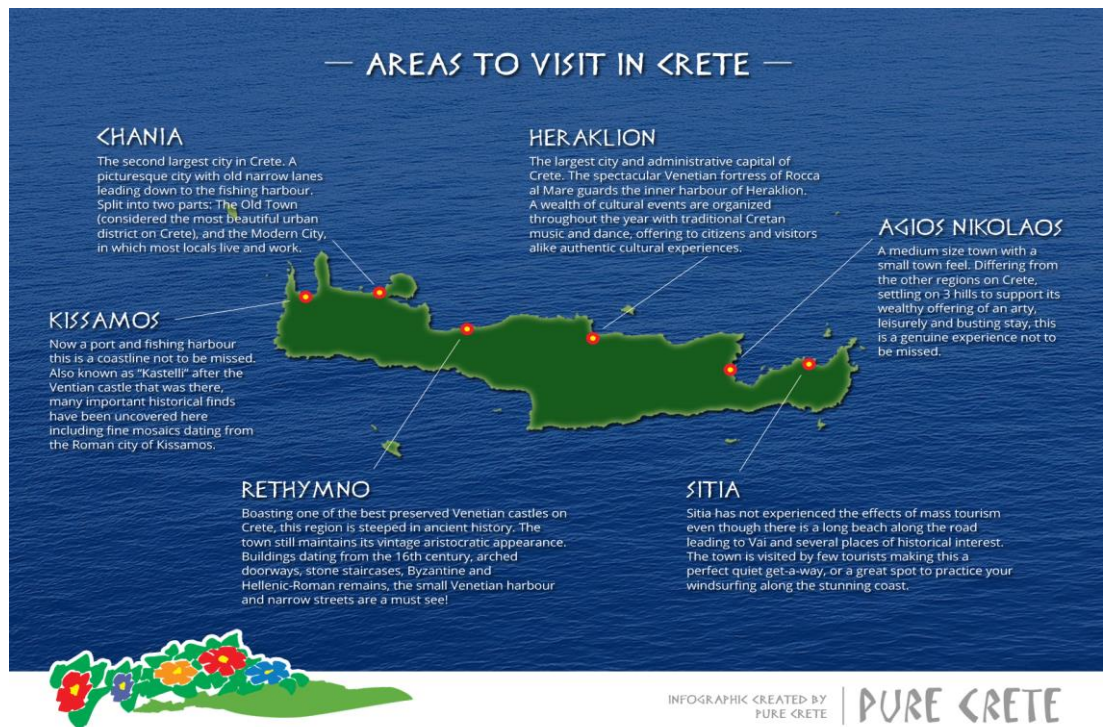 — AREAS TO VISIT IN CRETE —
CHANIA
The second largest city in Crete. A
picturesque city with old narrow lanes
leading down to the fishing harbour.
Split into two parts: The Old Town
(considered the most beautiful urban
district on Crete), and the Modern City,
in which most locals live and work.
HERAKLION
The largest city and administrative capital of
Crete. The spectacular Venetian fortress of Rocca
al Mare guards the inner harbour of Heraklion.
A wealth of cultural events are organized
throughout the year with traditional Cretan
music and dance, offering to citizens and visitors
alike authentic cultural experiences.
AGIOS NIKOLAOS
A medium size town with a
small town feel. Differing from
the other regions on Crete,
settling on 3 hills to support its
wealthy offering of an arty,
leisurely and busting stay, this
is a genuine experience not to
be missed.
KISSAMOS
Now a port and fishing harbour
this is a coastline not to be missed.
Also known as "Kastelli" after the
Ventian castle that was there,
many important historical finds
have been uncovered here
including fine mosaics dating from
the Roman city of Kissamos.
RETHYMNO
Boasting one of the best preserved Venetian castles on
Crete, this region is steeped in ancient history. The
town still maintains its vintage aristocratic appearance.
Buildings dating from the 16th century, arched
doorways, stone staircases, Byzantine and
Hellenic-Roman remains, the small Venetian harbour
and narrow streets are a must see!
SITIA
Sitia has not experienced the effects of mass tourism
even though there is a long beach along the road
leading to Vai and several places of historical interest.
The town is visited by few tourists making this a
perfect quiet get-a-way, or a great spot to practice your
windsurfing along the stunning coast.
INFOGRAPHIC CREATED BY
PURE CRETE
PURE CRETE